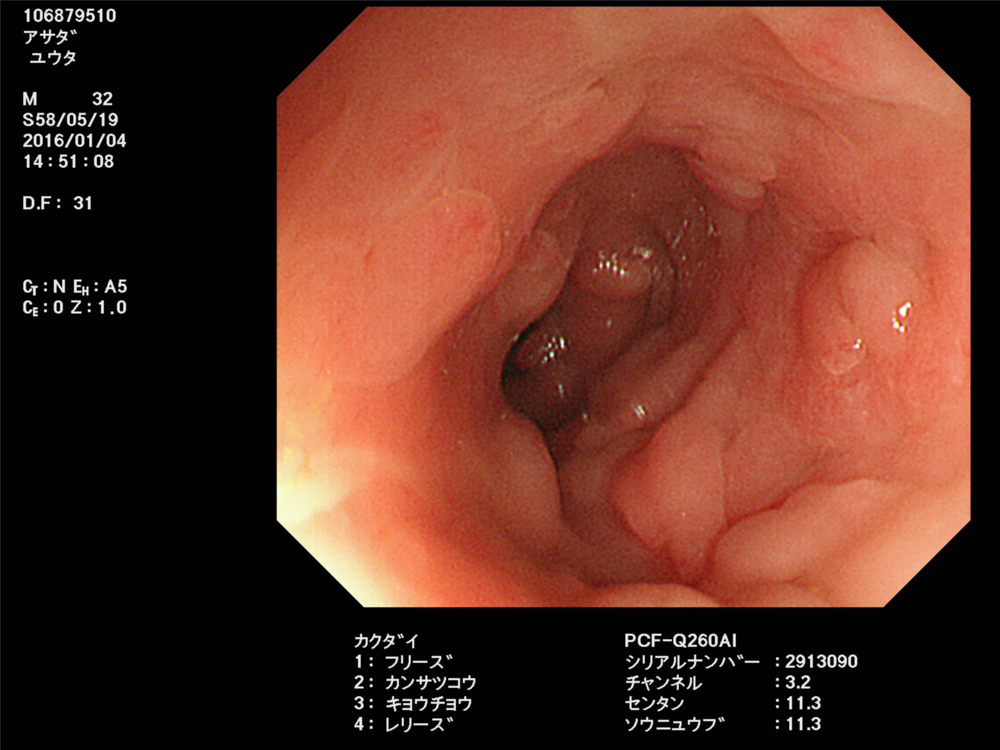 106879510
アサダ
ユウタ
M 32
S58/05/19
2016/01/04
14:51:08
D.F: 31
CT:N EH:A5
CE:0 Z:1.0
カクダイ
1: フリーズ
2: カンサツコウ
3: キョウチョウ
4: レリーズ
PCF-Q260AI
シリアルナンバー :2913090
チャンネル :3.2
センタン :11.3
ソウニュウブ :11.3